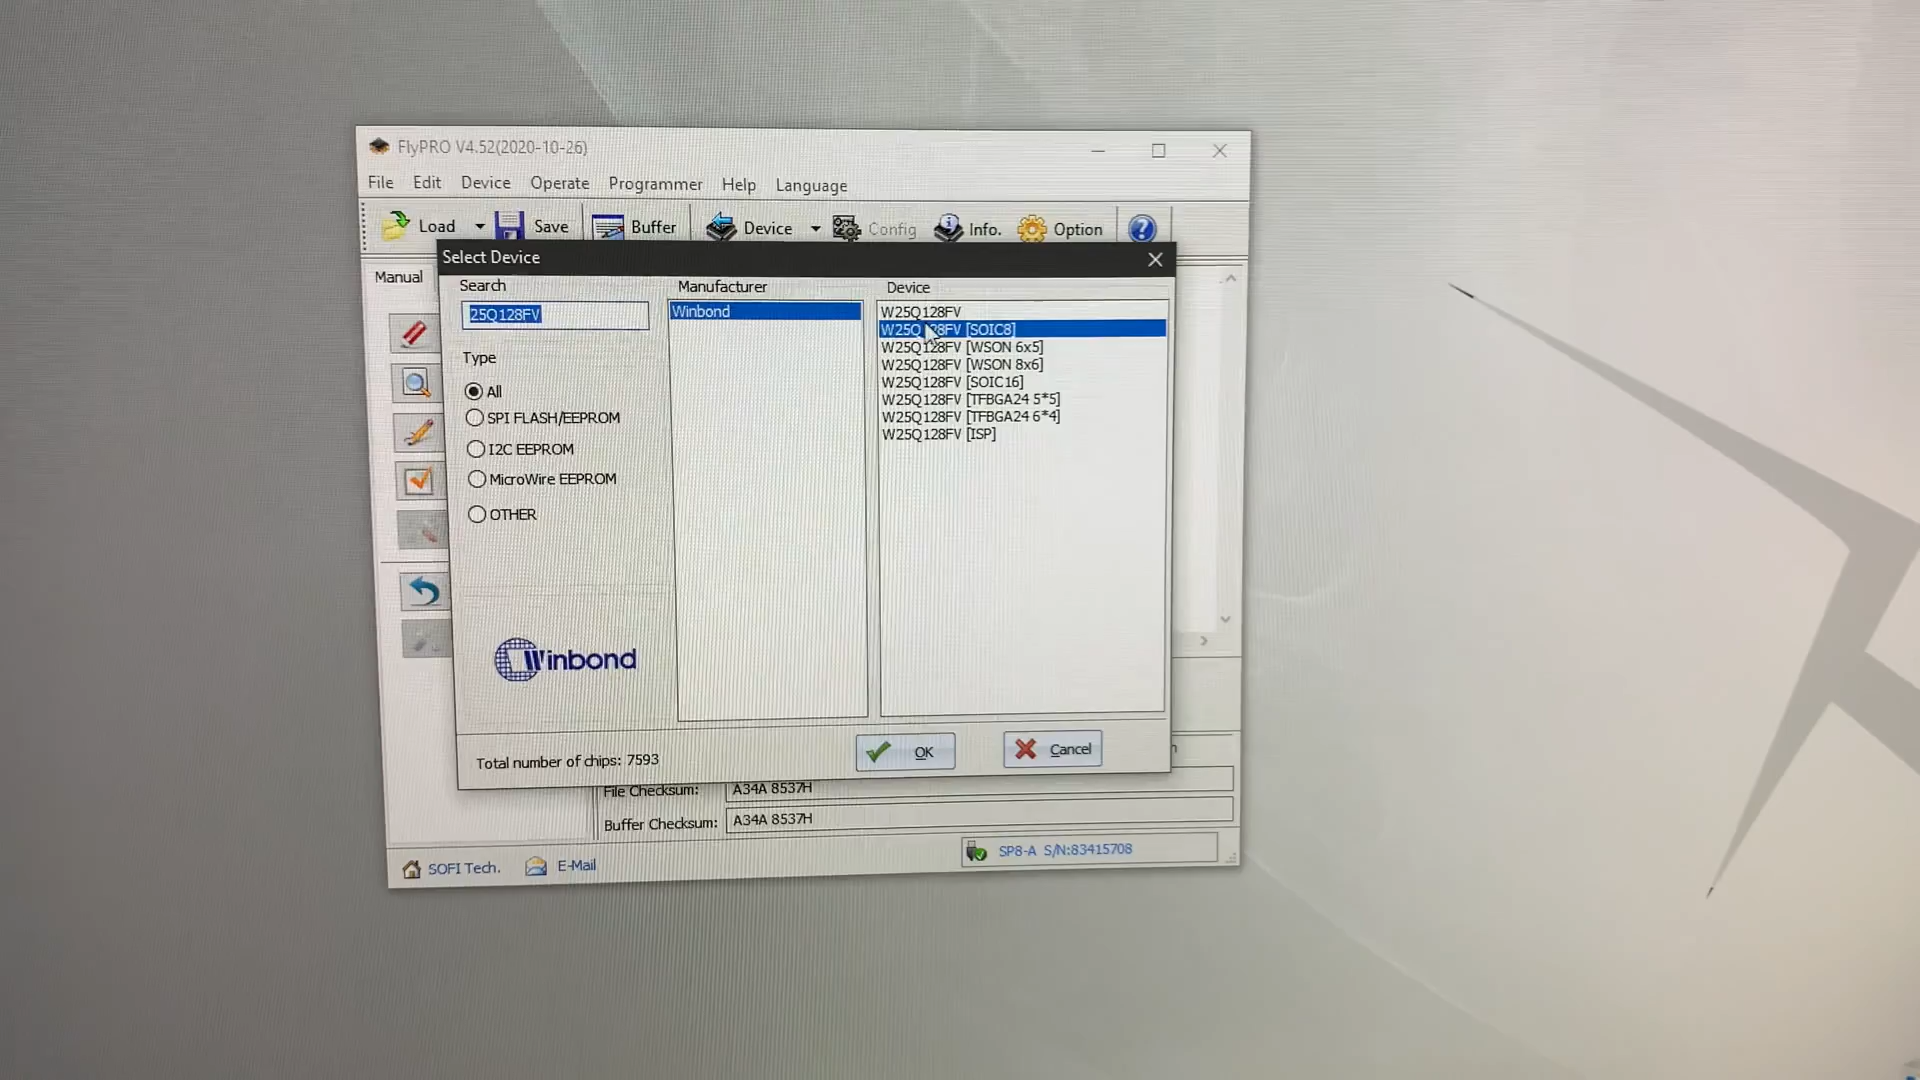 FlyPRO V4.52(2020-10-26)
File Edit Device Operate Programmer Help Language
Load Save Buffer Device Config Info. Option
Select Device
Manual
Search
25Q128FV
Type
All
SPI FLASH/EEPROM
I2C EEPROM
MicroWire EEPROM
OTHER
Winbond
Manufacturer
Winbond
Device
W25Q128FV
W25Q128FV [SOIC8]
W25Q128FV [WSON 6x5]
W25Q128FV [WSON 8x6]
W25Q128FV [SOIC16]
W25Q128FV [TFBGA24 5*5]
W25Q128FV [TFBGA24 6*4]
W25Q128FV [ISP]
Total number of chips: 7593
OK
Cancel
File Checksum: A34A 8537H
Buffer Checksum: A34A 8537H
SOFI Tech. E-Mail
SP8-A S/N:83415708